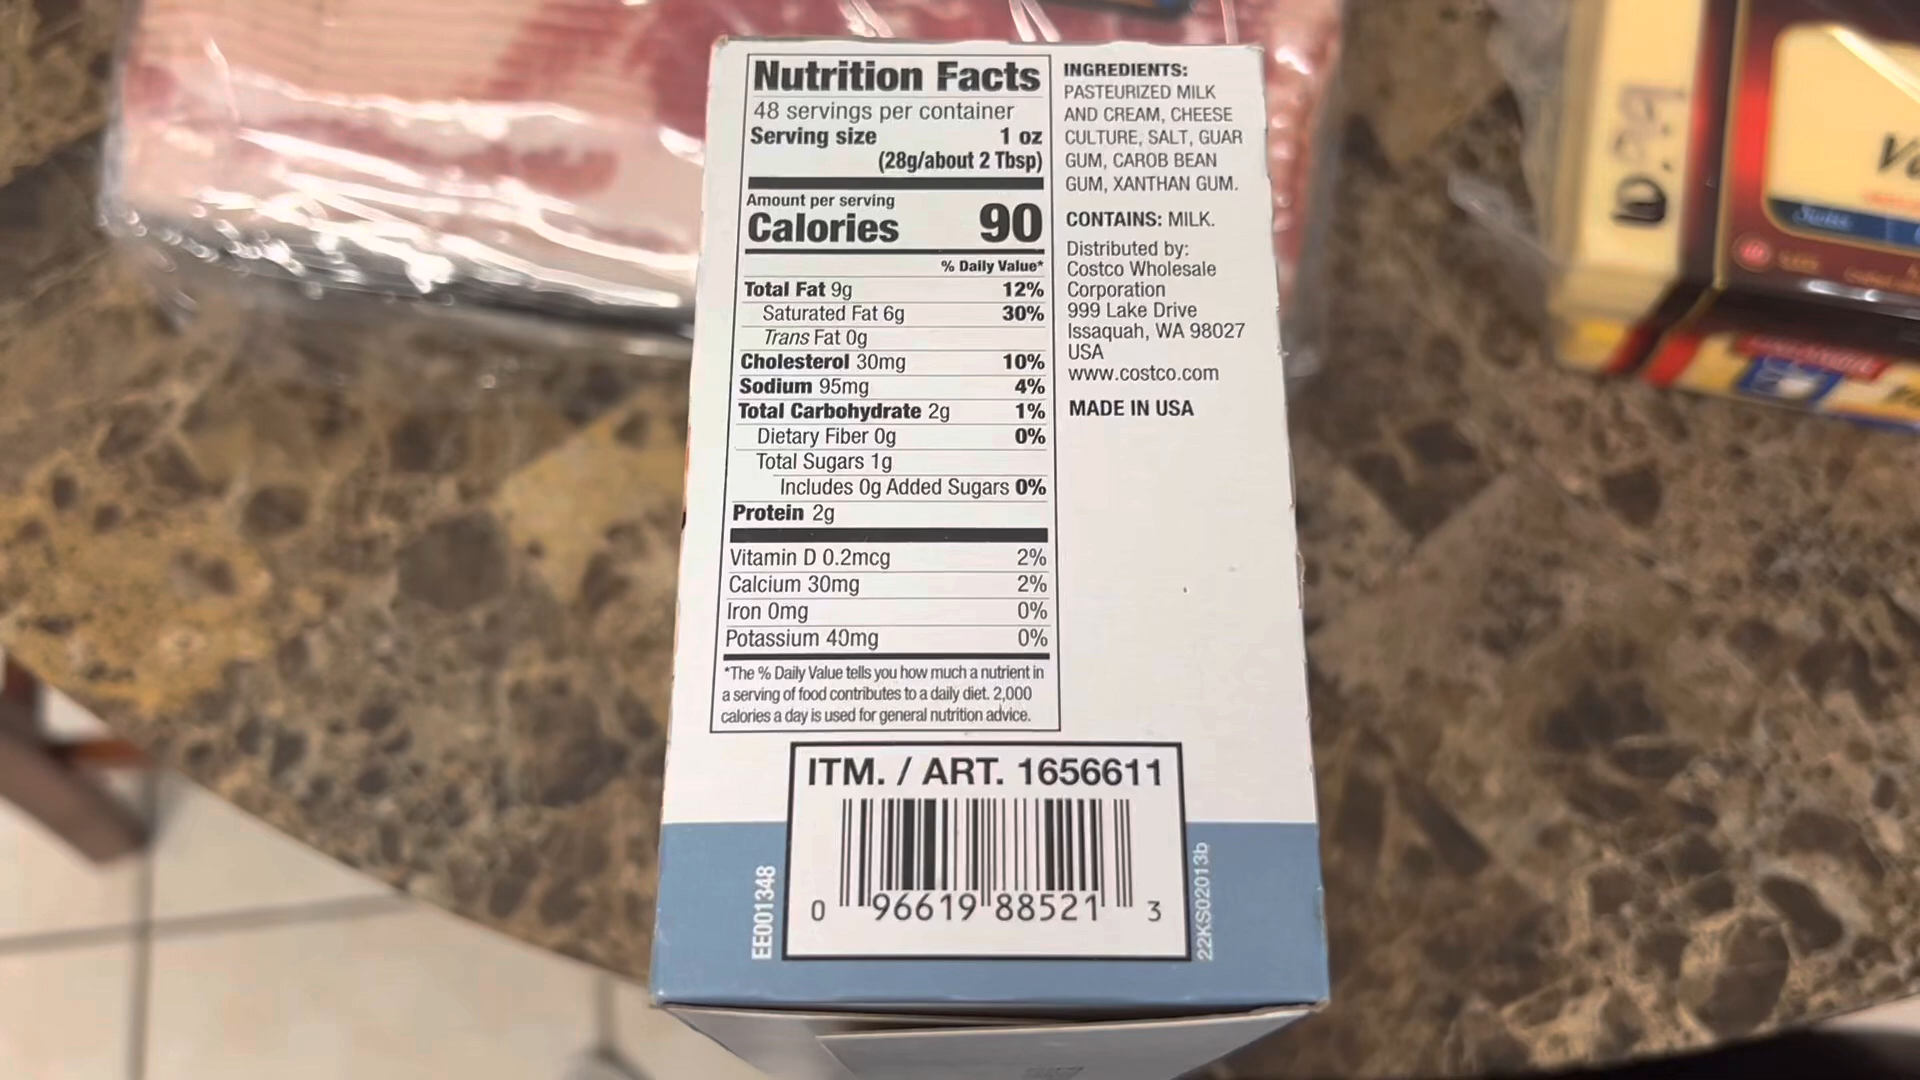 Nutrition Facts
48 servings per container
Serving size 1 oz
(28g/about 2 Tbsp)
Amount per serving
Calories 90
% Daily Value*
Total Fat 9g 12%
Saturated Fat 6g 30%
Trans Fat 0g
Cholesterol 30mg 10%
Sodium 95mg 4%
Total Carbohydrate 2g 1%
Dietary Fiber 0g 0%
Total Sugars 1g
Includes 0g Added Sugars 0%
Protein 2g
Vitamin D 0.2mcg 2%
Calcium 30mg 2%
Iron 0mg 0%
Potassium 40mg 0%
*The % Daily Value tells you how much a nutrient in
a serving of food contributes to a daily diet. 2,000
calories a day is used for general nutrition advice.
INGREDIENTS:
PASTEURIZED MILK
AND CREAM, CHEESE
CULTURE, SALT, GUAR
GUM, CAROB BEAN
GUM, XANTHAN GUM.
CONTAINS: MILK.
Distributed by:
Costco Wholesale
Corporation
999 Lake Drive
Issaquah, WA 98027
USA
www.costco.com
MADE IN USA
ITM. / ART. 1656611
0 96619 88521 3
EE001348
22KS02013b
10.99